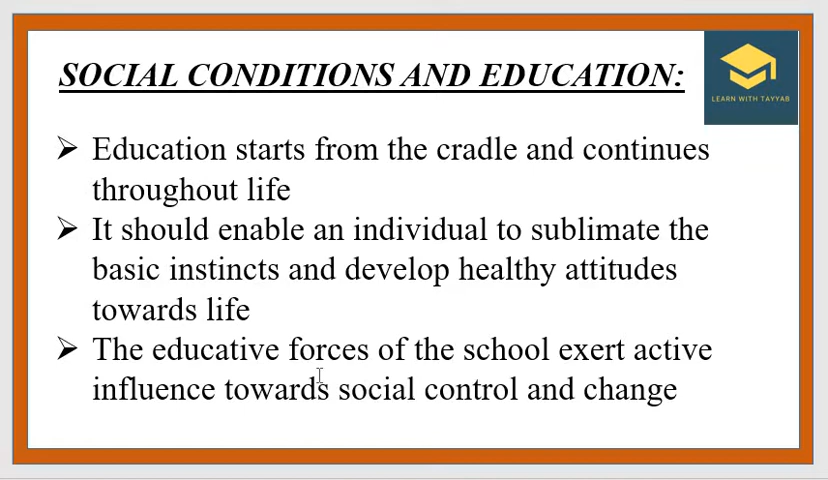 SOCIAL CONDITIONS AND EDUCATION:
LEARN WITH TAYYAB
➢ Education starts from the cradle and continues
throughout life
➢ It should enable an individual to sublimate the
basic instincts and develop healthy attitudes
towards life
➢ The educative forces of the school exert active
influence towards social control and change